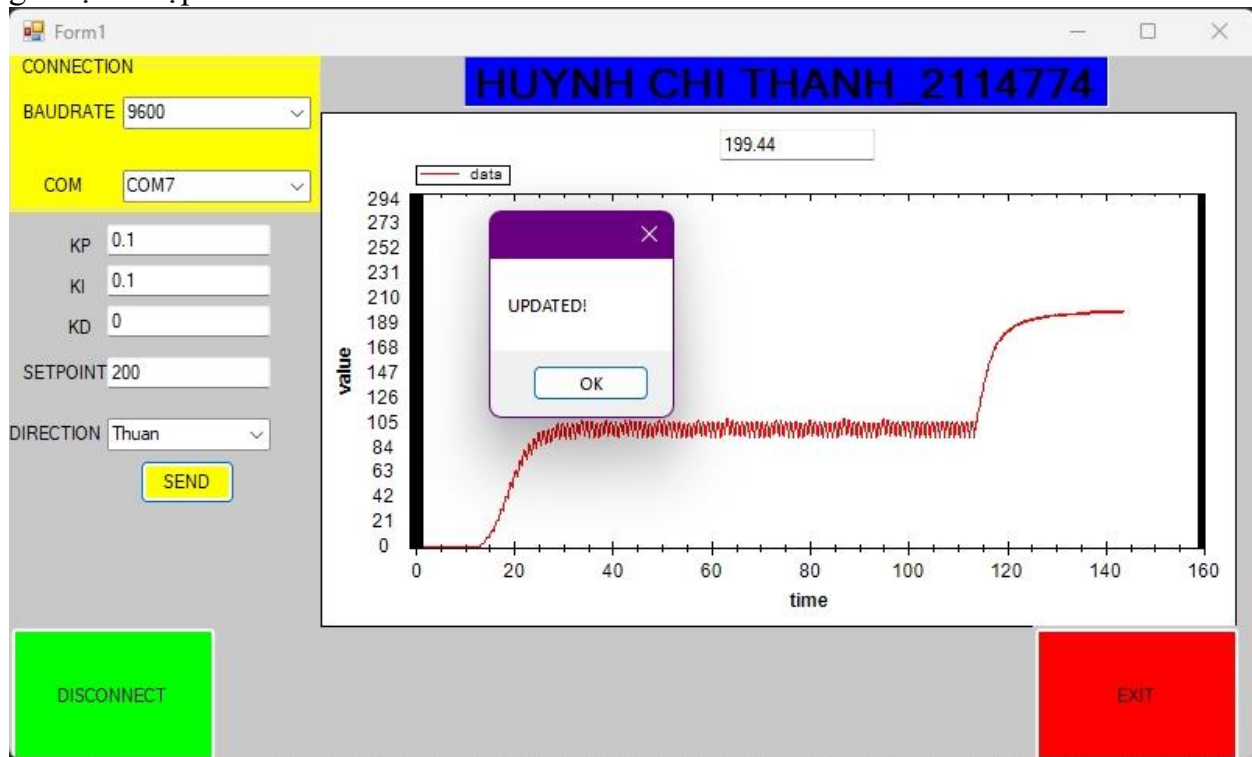 Form1
CONNECTION
HUYNH CHI THANH_2114774
BAUDRATE 9600
COM COM7
199.44
data
KP 0.1
KI 0.1
KD 0
SETPOINT 200
DIRECTION Thuan
SEND
UPDATED!
OK
value
294
273
252
231
210
189
168
147
126
105
84
63
42
21
0
0 20 40 60 80 100 120 140 160
time
DISCONNECT
EXIT